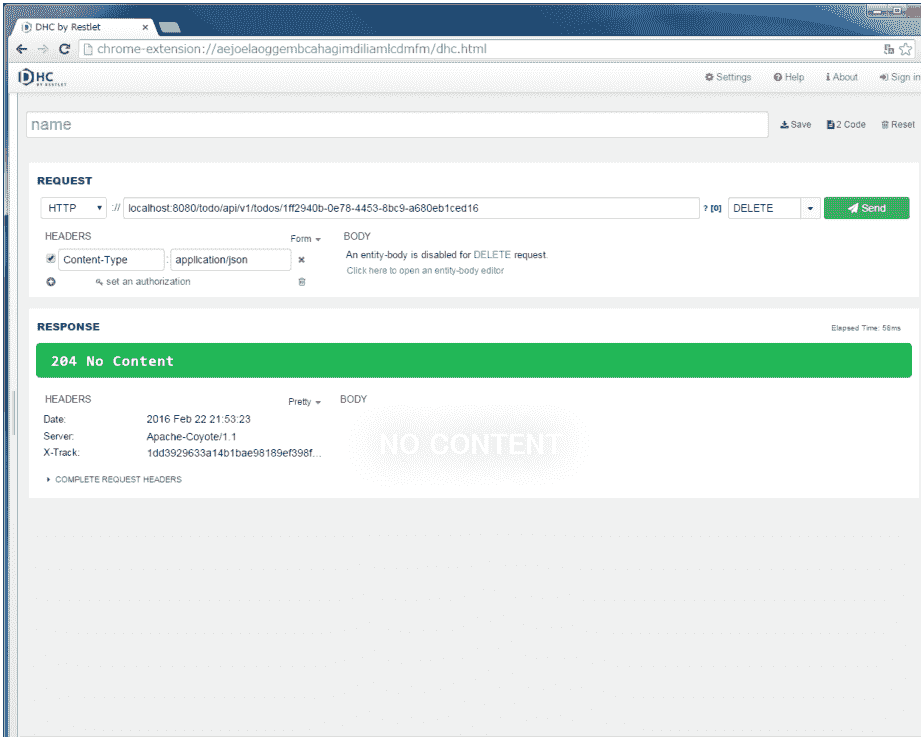 DHC by Restlet ×
chrome-extension://aejoelaoggembcahagimdiliamlcdmfm/dhc.html
DHC Settings Help About Sign in
BY RESTLET
name Save 2 Code Reset
REQUEST
HTTP :// localhost:8080/todo/api/v1/todos/1ff2940b-0e78-4453-8bc9-a680eb1ced16 ? [0] DELETE Send
HEADERS Form BODY
Content-Type : application/json An entity-body is disabled for DELETE request.
set an authorization Click here to open an entity-body editor
RESPONSE Elapsed Time: 56ms
204 No Content
HEADERS Pretty BODY
Date: 2016 Feb 22 21:53:23
Server: Apache-Coyote/1.1
NO CONTENT
X-Track: 1dd3929633a14b1bae98189ef398f...
COMPLETE REQUEST HEADERS